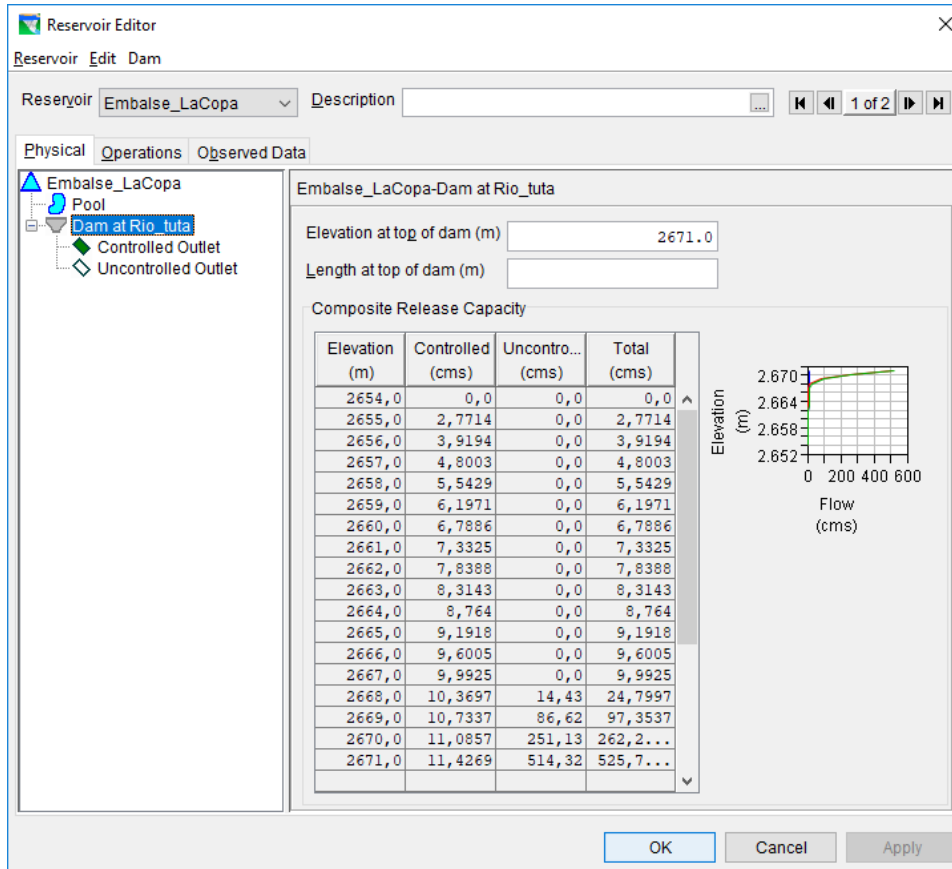 Reservoir Editor
Reservoir Edit Dam
Reservoir Embalse_LaCopa Description ... 1 of 2
Physical Operations Observed Data
Embalse_LaCopa
Pool
Dam at Rio_tuta
Controlled Outlet
Uncontrolled Outlet
Embalse_LaCopa-Dam at Rio_tuta
Elevation at top of dam (m) 2671.0
Length at top of dam (m)
Composite Release Capacity
Elevation Controlled Uncontro... Total
(m) (cms) (cms) (cms)
2654,0 0,0 0,0 0,0
2655,0 2,7714 0,0 2,7714
2656,0 3,9194 0,0 3,9194
2657,0 4,8003 0,0 4,8003
2658,0 5,5429 0,0 5,5429
2659,0 6,1971 0,0 6,1971
2660,0 6,7886 0,0 6,7886
2661,0 7,3325 0,0 7,3325
2662,0 7,8388 0,0 7,8388
2663,0 8,3143 0,0 8,3143
2664,0 8,764 0,0 8,764
2665,0 9,1918 0,0 9,1918
2666,0 9,6005 0,0 9,6005
2667,0 9,9925 0,0 9,9925
2668,0 10,3697 14,43 24,7997
2669,0 10,7337 86,62 97,3537
2670,0 11,0857 251,13 262,2...
2671,0 11,4269 514,32 525,7...
Elevation
(m)
2.670
2.664
2.658
2.652
0 200 400 600
Flow
(cms)
OK Cancel Apply